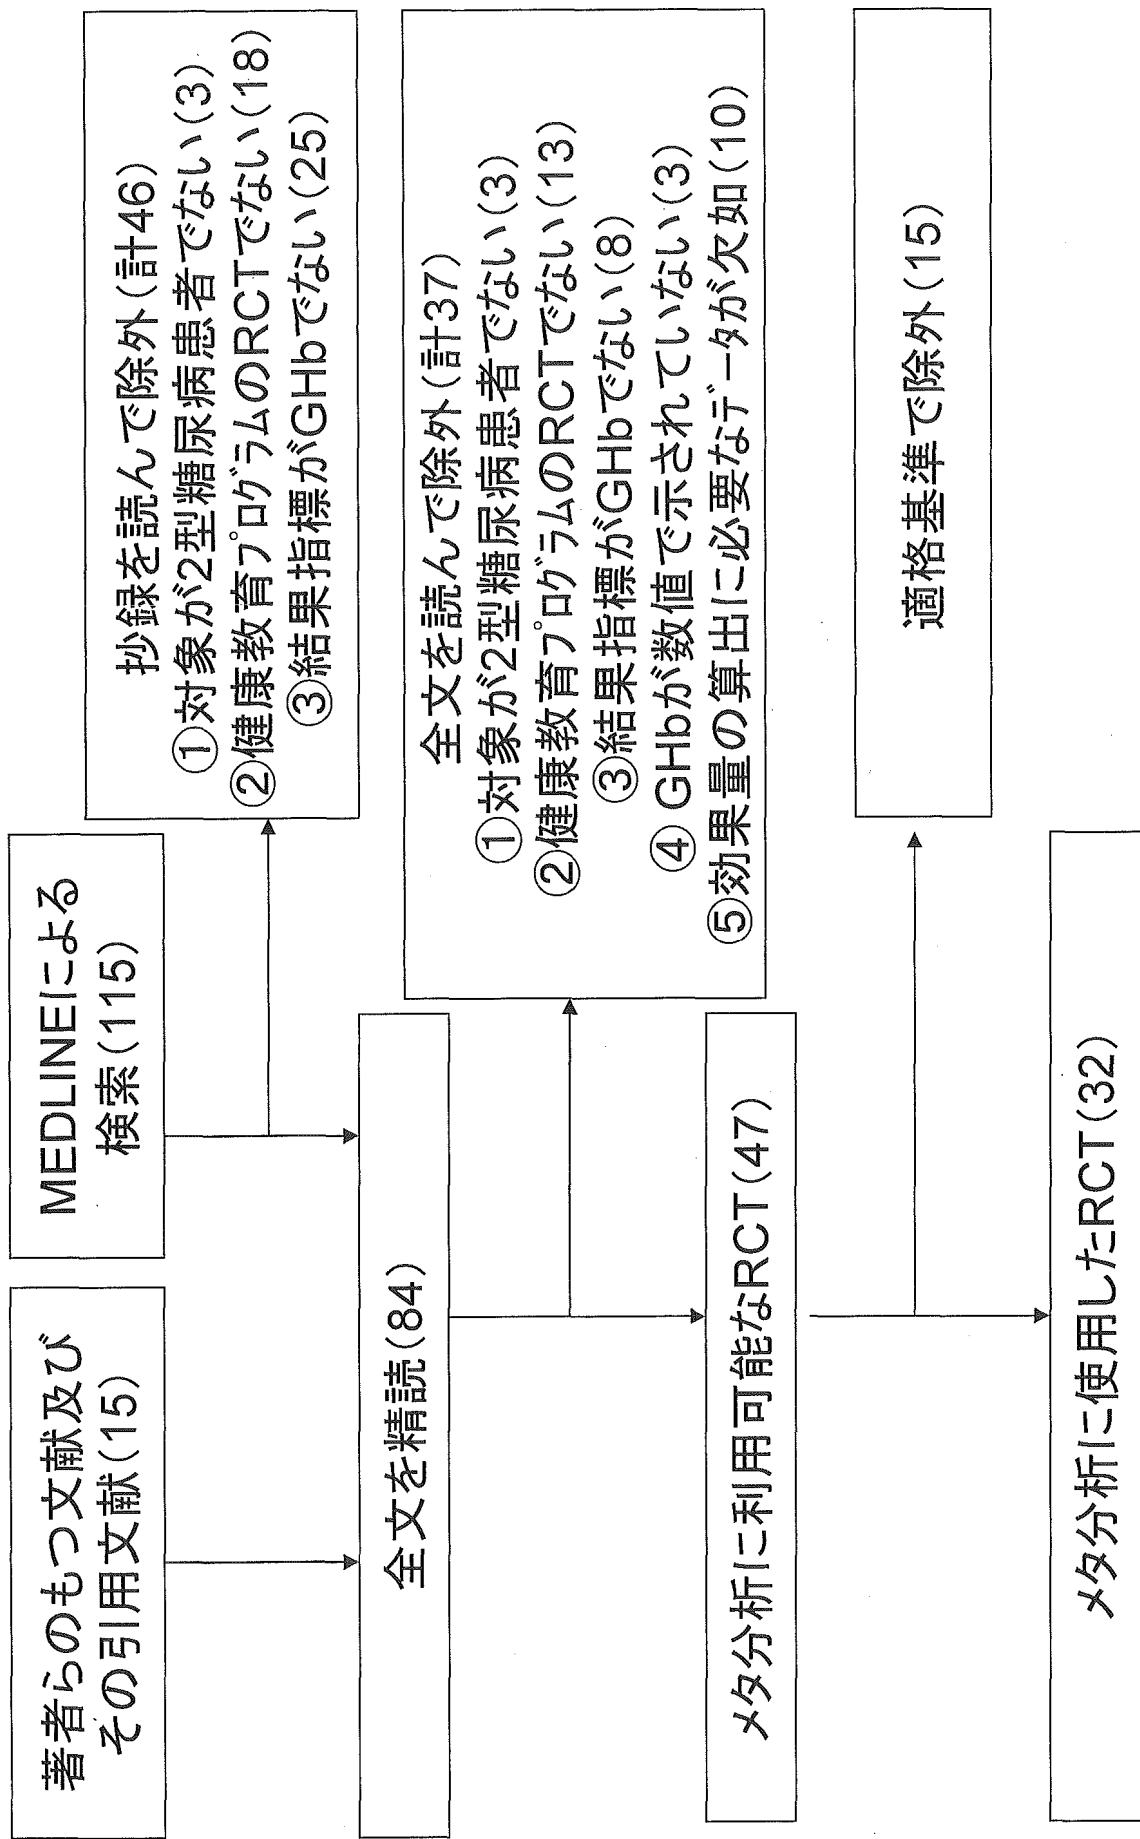 著者らのもつ文献及び
その引用文献(15)
MEDLINEによる
検索(115)
抄録を読んで除外(計46)
①対象が2型糖尿病患者でない(3)
②健康教育プログラムのRCTでない(18)
③結果指標がGHbでない(25)
全文を精読(84)
全文を読んで除外(計37)
①対象が2型糖尿病患者でない(3)
②健康教育プログラムのRCTでない(13)
③結果指標がGHbでない(8)
④ GHbが数値で示されていない(3)
⑤効果量の算出に必要なデータが欠如(10)
メタ分析に利用可能なRCT(47)
適格基準で除外(15)
メタ分析に使用したRCT(32)